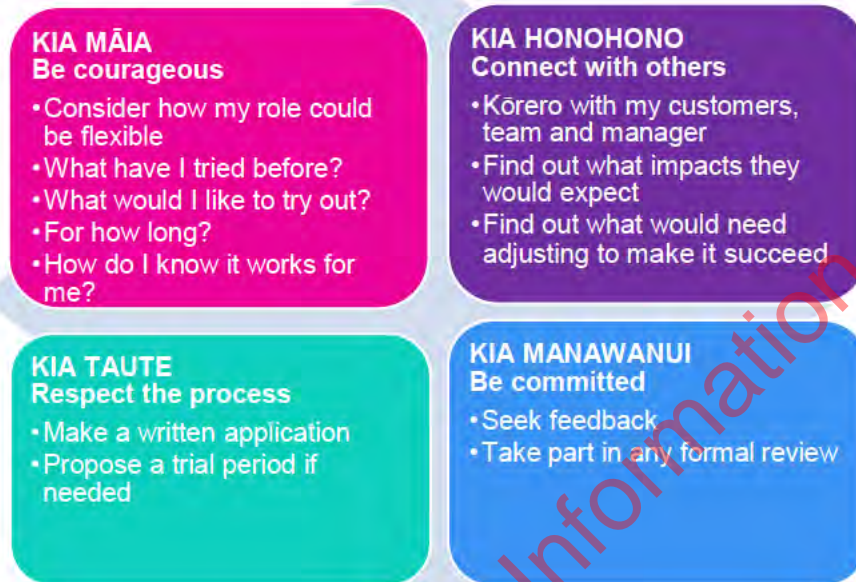 KIA MĀIA
Be courageous
•Consider how my role could
be flexible
•What have I tried before?
•What would I like to try out?
•For how long?
•How do I know it works for
me?
KIA HONOHONO
Connect with others
•Kōrero with my customers,
team and manager
•Find out what impacts they
would expect
•Find out what would need
adjusting to make it succeed
KIA TAUTE
Respect the process
•Make a written application
•Propose a trial period if
needed
KIA MANAWANUI
Be committed
•Seek feedback
•Take part in any formal review
Information